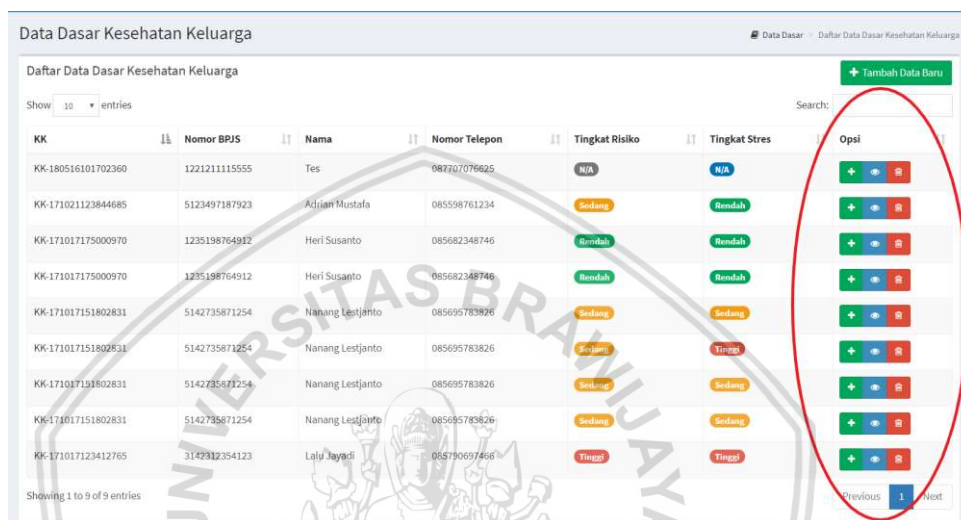 Data Dasar Kesehatan Keluarga
Data Dasar > Daftar Data Dasar Kesehatan Keluarga
Daftar Data Dasar Kesehatan Keluarga
+ Tambah Data Baru
Show 10 entries Search:
KK Nomor BPJS Nama Nomor Telepon Tingkat Risiko Tingkat Stres Opsi
KK-180516101702360 1221211115555 Tes 087707076625 N/A N/A
KK-171021123844685 5123497187923 Adrian Mustafa 085598761234 Sedang Rendah
KK-171017175000970 1235198764912 Heri Susanto 085682348746 Rendah Rendah
KK-171017175000970 1235198764912 Heri Susanto 085682348746 Rendah Rendah
KK-171017151802831 5142735871254 Nanang Lestjanto 085695783826 Sedang Sedang
KK-171017151802831 5142735871254 Nanang Lestjanto 085695783826 Sedang Tinggi
KK-171017151802831 5142735871254 Nanang Lestjanto 085695783826 Sedang Sedang
KK-171017151802831 5142735871254 Nanang Lestjanto 085695783826 Sedang Sedang
KK-171017123412765 3142312354123 Lalu Jayadi 085790697466 Tinggi Tinggi
Showing 1 to 9 of 9 entries
Previous 1 Next
UNIVERSITAS BRAWIJAYA